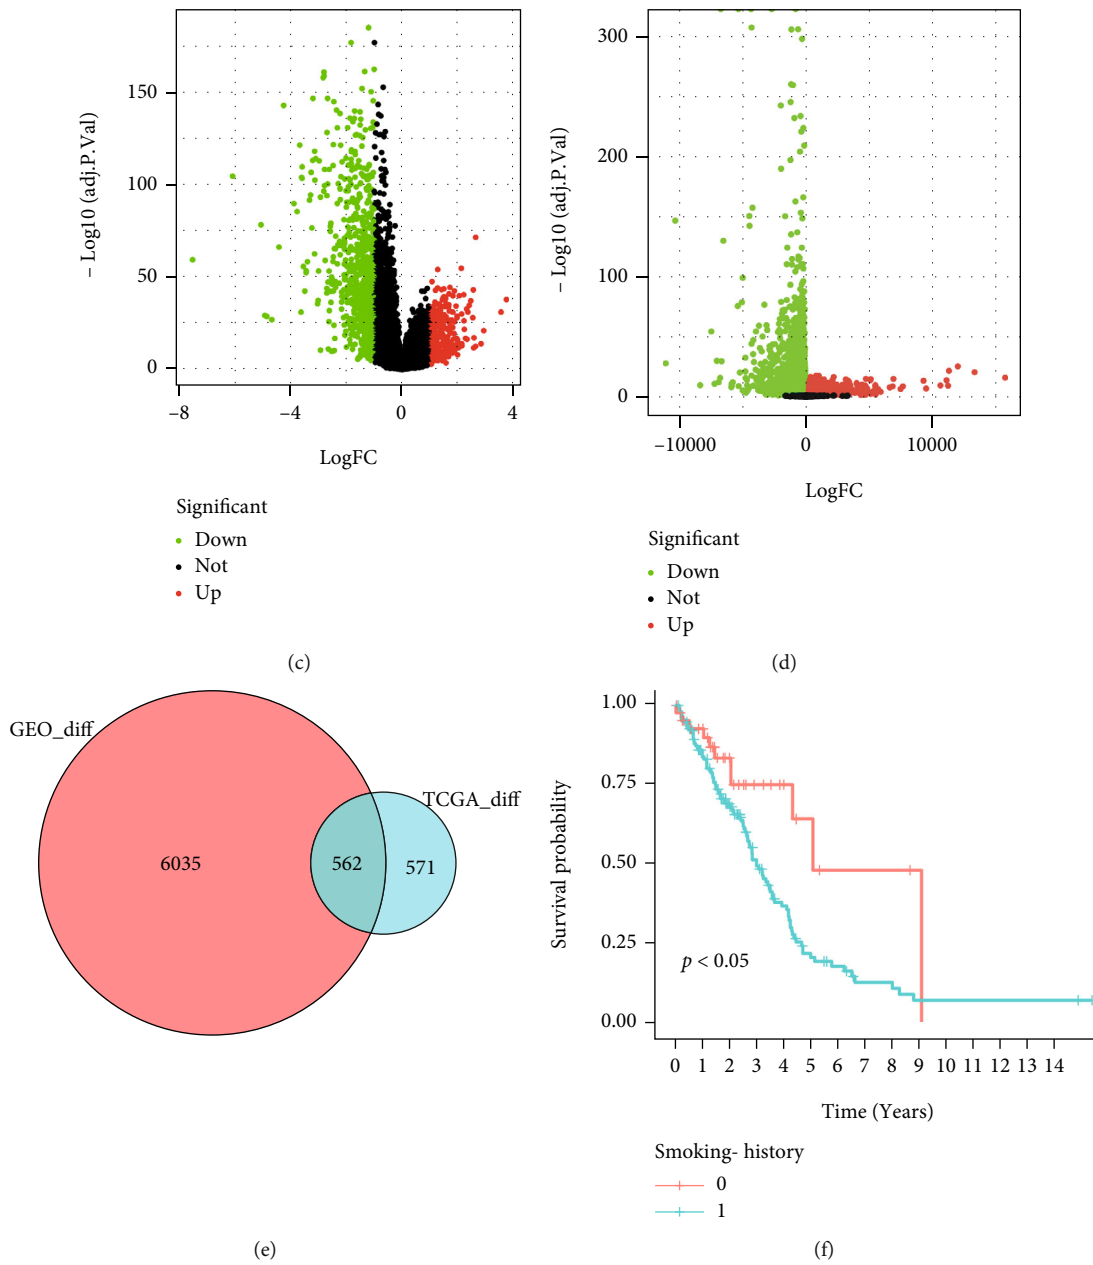 150
100
50
0
– Log10 (adj.P.Val)
–8
–4
0
4
LogFC
Significant
Down
Not
Up
(c)
300
200
100
0
– Log10 (adj.P.Val)
–10000
0
10000
LogFC
Significant
Down
Not
Up
(d)
GEO_diff
TCGA_diff
6035
562
571
(e)
1.00
0.75
0.50
0.25
0.00
Survival probability
p < 0.05
0 1 2 3 4 5 6 7 8 9 10 11 12 13 14
Time (Years)
Smoking- history
0
1
(f)